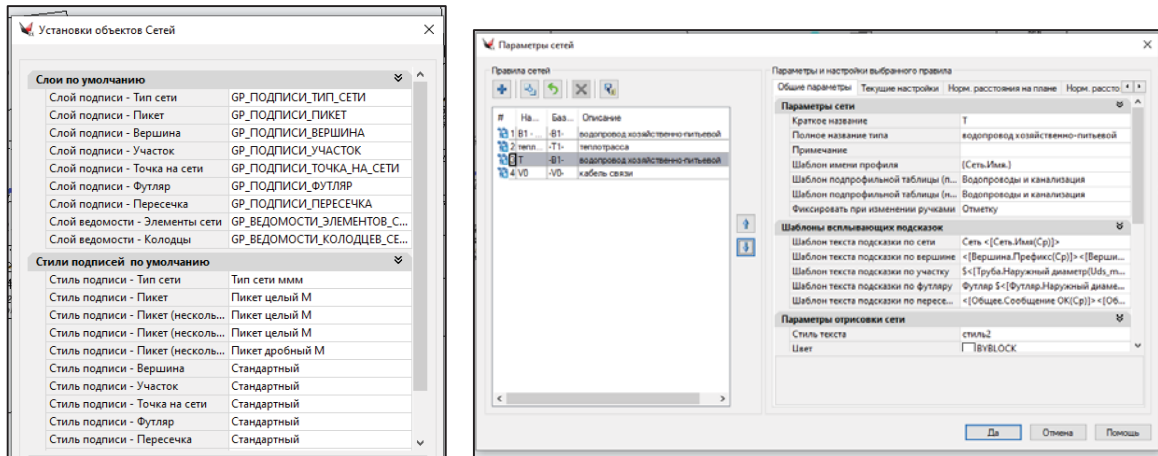 Установки объектов Сетей
Слои по умолчанию
Слой подписи - Тип сети GP_ПОДПИСИ_ТИП_СЕТИ
Слой подписи - Пикет GP_ПОДПИСИ_ПИКЕТ
Слой подписи - Вершина GP_ПОДПИСИ_ВЕРШИНА
Слой подписи - Участок GP_ПОДПИСИ_УЧАСТОК
Слой подписи - Точка на сети GP_ПОДПИСИ_ТОЧКА_НА_СЕТИ
Слой подписи - Футляр GP_ПОДПИСИ_ФУТЛЯР
Слой подписи - Пересечка GP_ПОДПИСИ_ПЕРЕСЕЧКА
Слой ведомости - Элементы сети GP_ВЕДОМОСТИ_ЭЛЕМЕНТОВ_С...
Слой ведомости - Колодцы GP_ВЕДОМОСТИ_КОЛОДЦЕВ_СЕ...
Стили подписей по умолчанию
Стиль подписи - Тип сети Тип сети ммм
Стиль подписи - Пикет Пикет целый М
Стиль подписи - Пикет (несколь... Пикет целый М
Стиль подписи - Пикет (несколь... Пикет целый М
Стиль подписи - Пикет (несколь... Пикет дробный М
Стиль подписи - Вершина Стандартный
Стиль подписи - Участок Стандартный
Стиль подписи - Точка на сети Стандартный
Стиль подписи - Футляр Стандартный
Стиль подписи - Пересечка Стандартный
Параметры сетей
Правила сетей
# На... Баз... Описание
1 В1 - ... -В1- водопровод хозяйственно-питьевой
2 тепл... -Т1- теплотрасса
3 Т -В1- водопровод хозяйственно-питьевой
4 V0 -V0- кабель связи
Параметры и настройки выбранного правила
Общие параметры Текущие настройки Норм. расстояния на плане Норм. рассто
Параметры сети
Краткое название Т
Полное название типа водопровод хозяйственно-питьевой
Примечание
Шаблон имени профиля {Сеть.Имя.}
Шаблон подпрофильной таблицы (п... Водопроводы и канализация
Шаблон подпрофильной таблицы (н... Водопроводы и канализация
Фиксировать при изменении ручками Отметку
Шаблоны всплывающих подсказок
Шаблон текста подсказки по сети Сеть <[Сеть.Имя(Ср)]>
Шаблон текста подсказки по вершине <[Вершина.Префикс(Ср)]><[Верши...
Шаблон текста подсказки по участку $<[Труба.Наружный диаметр(Uds_m...
Шаблон текста подсказки по футляру Футляр $<[Футляр.Наружный диаме...
Шаблон текста подсказки по пересе... <[Общее.Сообщение ОК(Ср)]><[Об...
Параметры отрисовки сети
Стиль текста стиль2
Цвет BYBLOCK
Да Отмена Помощь